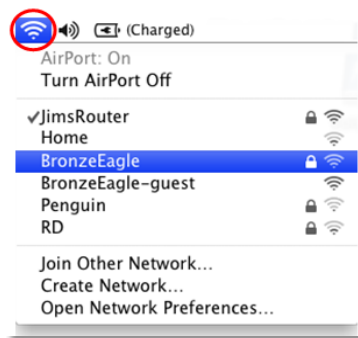 (Charged)
AirPort: On
Turn AirPort Off
✓JimsRouter
Home
BronzeEagle
BronzeEagle-guest
Penguin
RD
Join Other Network...
Create Network...
Open Network Preferences...